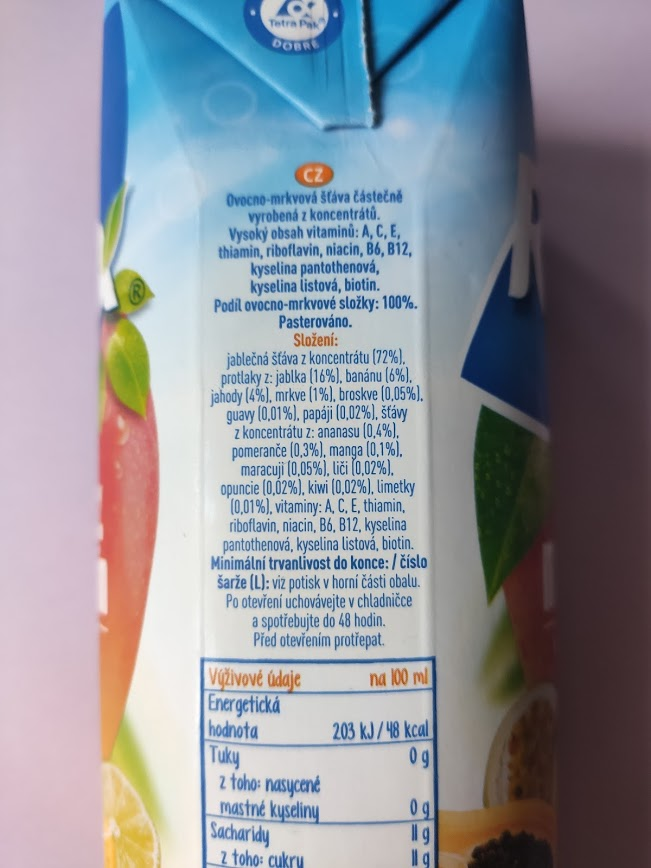 Tetra Pak®
DOBRÉ
CZ
Ovocno-mrkvová šťáva částečně
vyrobená z koncentrátů.
Vysoký obsah vitaminů: A, C, E,
thiamin, riboflavin, niacin, B6, B12,
kyselina pantothenová,
kyselina listová, biotin.
Podíl ovocno-mrkvové složky: 100%.
Pasterováno.
Složení:
jablečná šťáva z koncentrátu (72%),
protlaky z: jablka (16%), banánu (6%),
jahody (4%), mrkve (1%), broskve (0,05%),
guavy (0,01%), papáji (0,02%), šťávy
z koncentrátu z: ananasu (0,4%),
pomeranče (0,3%), manga (0,1%),
maracuji (0,05%), liči (0,02%),
opuncie (0,02%), kiwi (0,02%), limetky
(0,01%), vitaminy: A, C, E, thiamin,
riboflavin, niacin, B6, B12, kyselina
pantothenová, kyselina listová, biotin.
Minimální trvanlivost do konce: / číslo
šarže (L): viz potisk v horní části obalu.
Po otevření uchovávejte v chladničce
a spotřebujte do 48 hodin.
Před otevřením protřepat.
Výživové údaje na 100 ml
Energetická
hodnota 203 kJ / 48 kcal
Tuky 0 g
z toho: nasycené
mastné kyseliny 0 g
Sacharidy 11 g
z toho: cukry 11 g
®